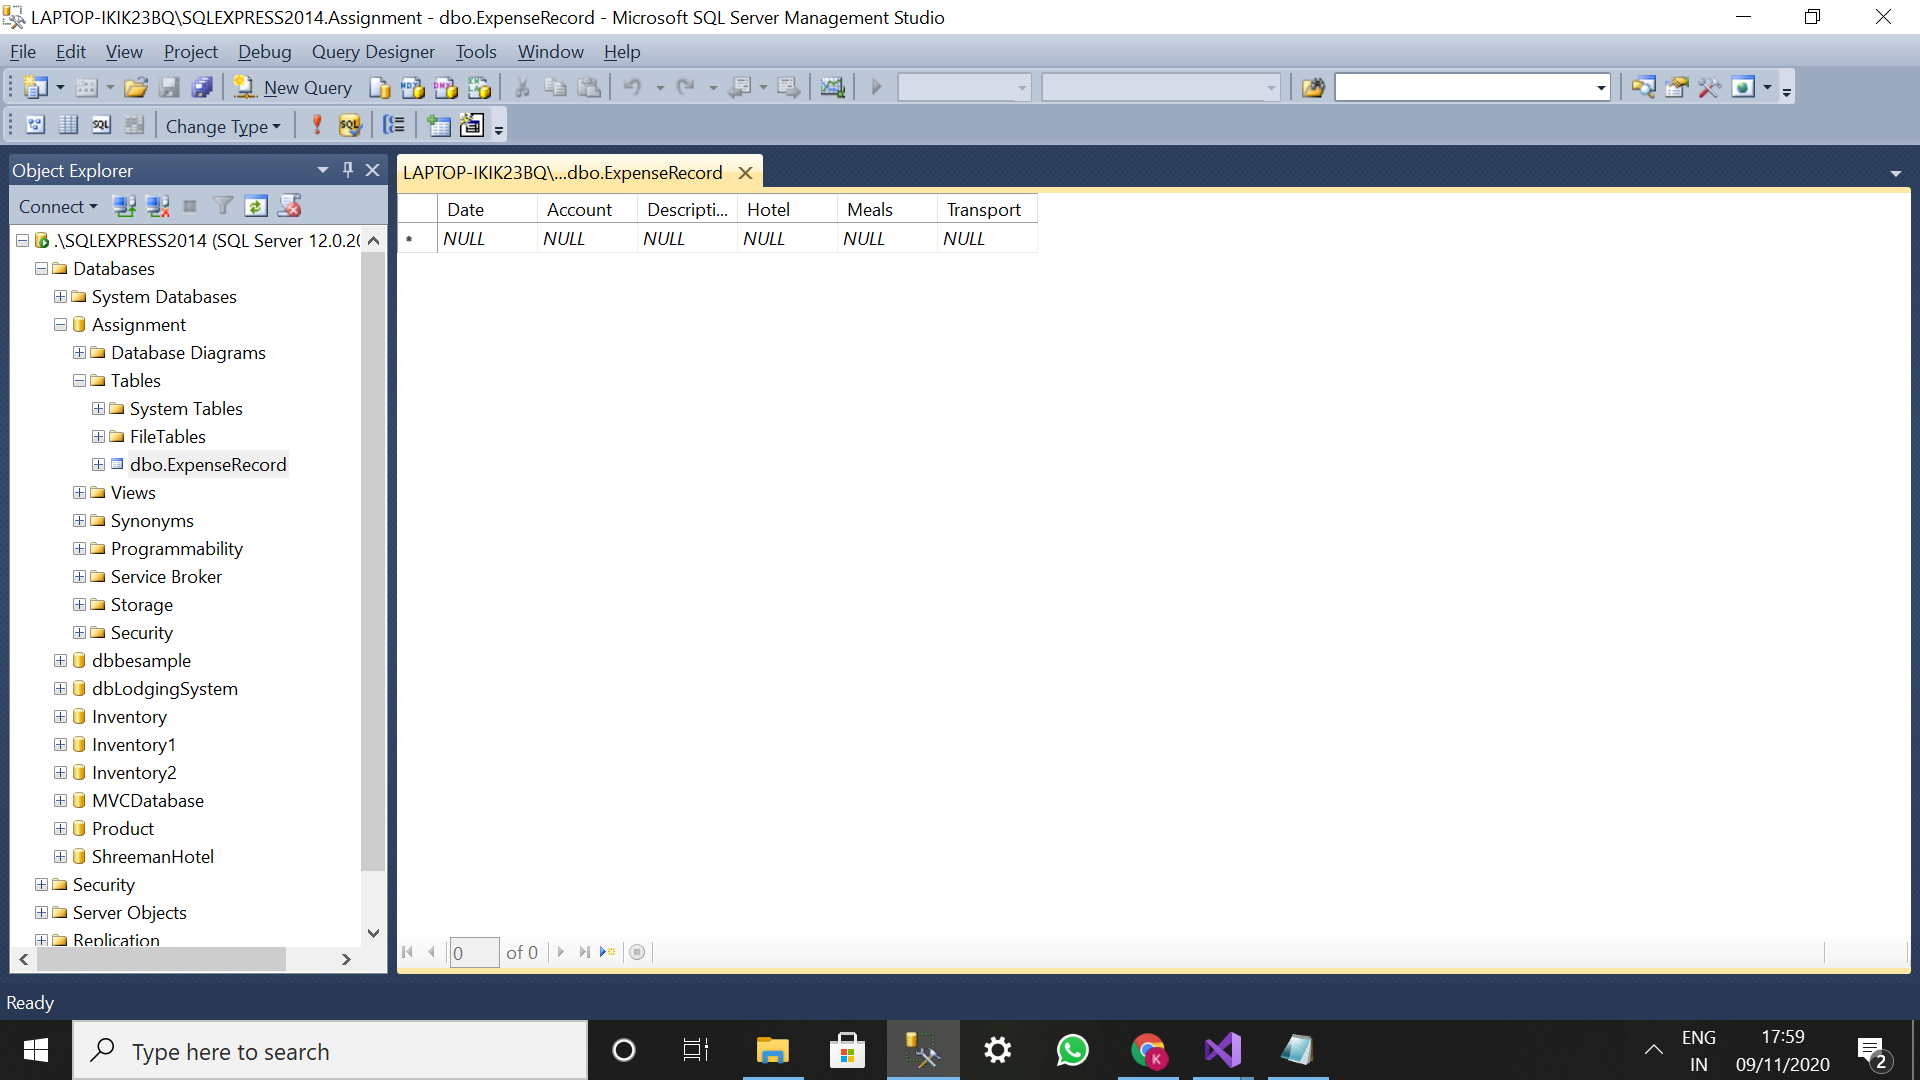 LAPTOP-IKIK23BQ\SQLEXPRESS2014.Assignment - dbo.ExpenseRecord - Microsoft SQL Server Management Studio
File Edit View Project Debug Query Designer Tools Window Help
New Query
SQL Change Type SQL
Object Explorer
LAPTOP-IKIK23BQ\...dbo.ExpenseRecord
Connect
Date Account Descripti... Hotel Meals Transport
NULL NULL NULL NULL NULL NULL
.\SQLEXPRESS2014 (SQL Server 12.0.20
Databases
System Databases
Assignment
Database Diagrams
Tables
System Tables
FileTables
dbo.ExpenseRecord
Views
Synonyms
Programmability
Service Broker
Storage
Security
dbbesample
dbLodgingSystem
Inventory
Inventory1
Inventory2
MVCDatabase
Product
ShreemanHotel
Security
Server Objects
Replication
0 of 0
Ready
Type here to search
K
ENG
IN
17:59
09/11/2020
2